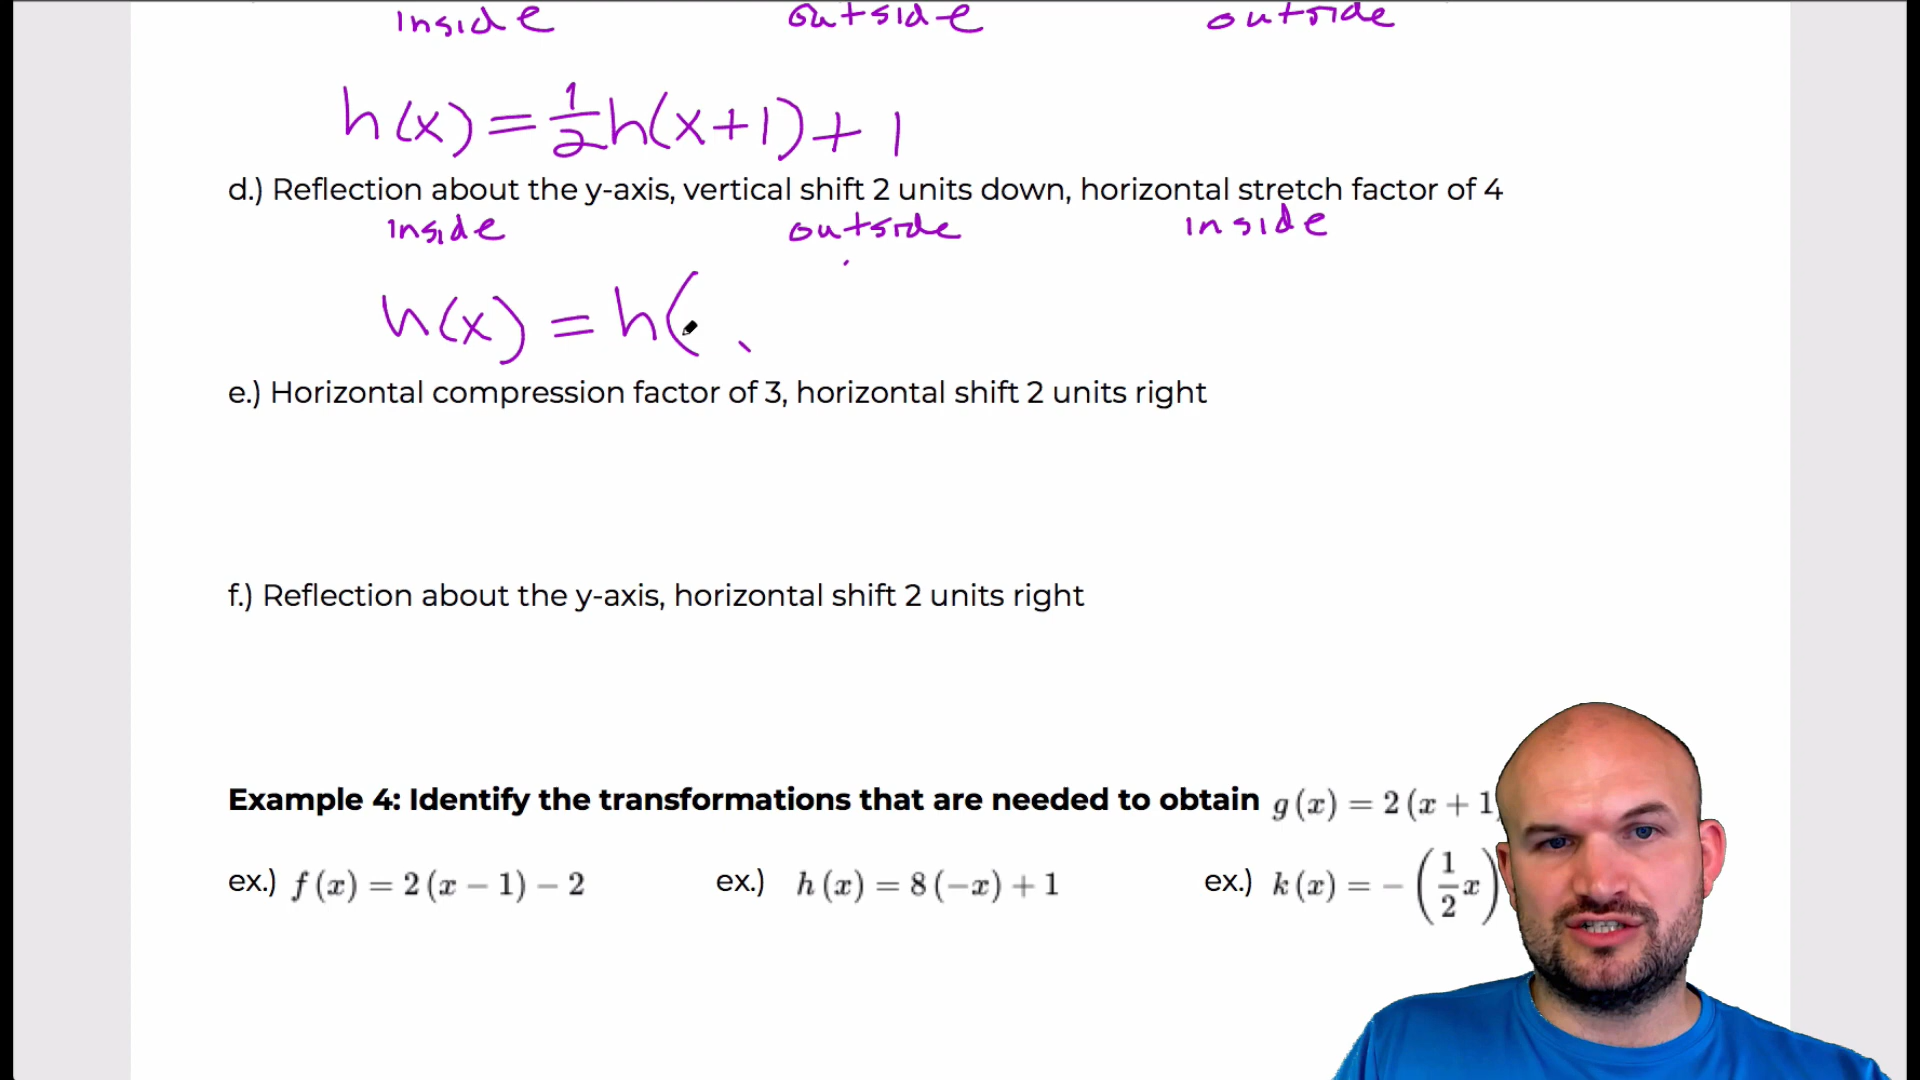 inside outside outside
h(x) = 1/2 h(x+1)+1
d.) Reflection about the y-axis, vertical shift 2 units down, horizontal stretch factor of 4
inside outside inside
h(x) = h(
e.) Horizontal compression factor of 3, horizontal shift 2 units right
f.) Reflection about the y-axis, horizontal shift 2 units right
Example 4: Identify the transformations that are needed to obtain g(x) = 2(x + 1
ex.) f(x) = 2(x − 1) − 2 ex.) h(x) = 8(−x) + 1 ex.) k(x) = −(1/2 x)